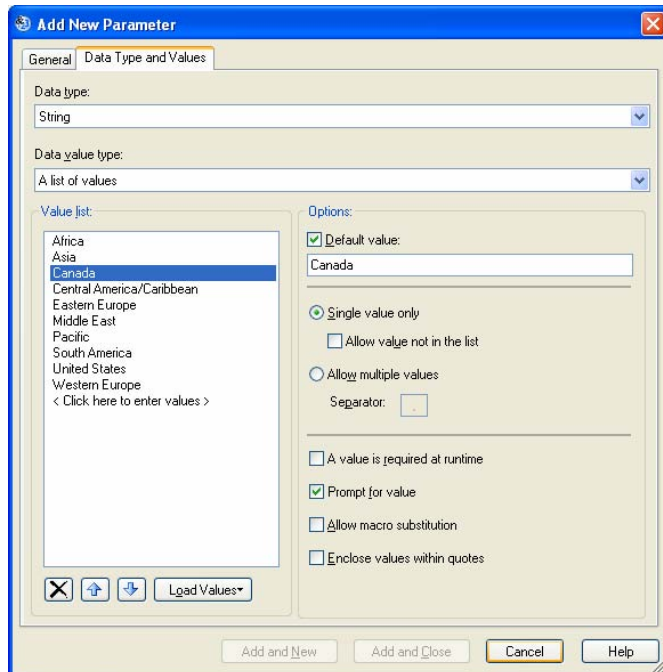 Add New Parameter
General
Data Type and Values
Data type:
String
Data value type:
A list of values
Value list:
Africa
Asia
Canada
Central America/Caribbean
Eastern Europe
Middle East
Pacific
South America
United States
Western Europe
< Click here to enter values >
Load Values
Options:
Default value:
Canada
Single value only
Allow value not in the list
Allow multiple values
Separator:
A value is required at runtime
Prompt for value
Allow macro substitution
Enclose values within quotes
Add and New
Add and Close
Cancel
Help